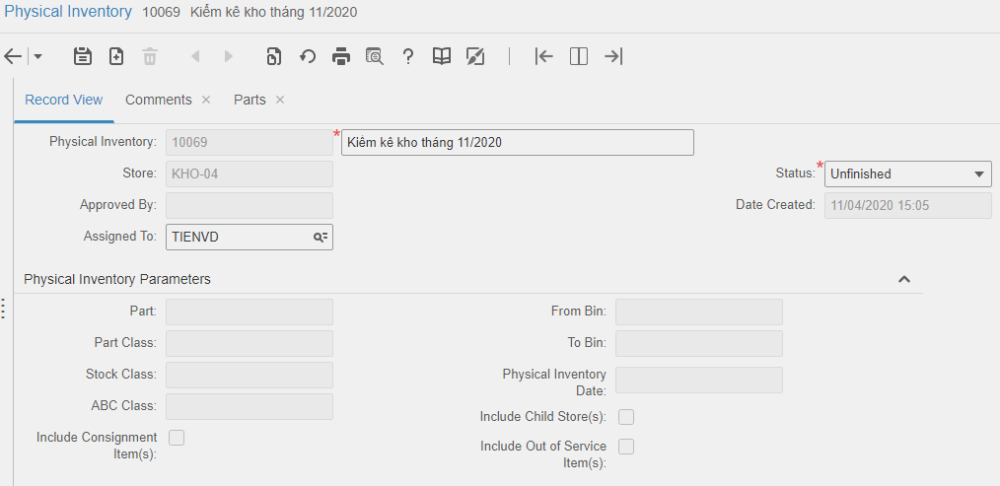 Physical Inventory 10069 Kiểm kê kho tháng 11/2020
Record View Comments × Parts ×
Physical Inventory: 10069 * Kiểm kê kho tháng 11/2020
Store: KHO-04 Status: * Unfinished
Approved By: Date Created: 11/04/2020 15:05
Assigned To: TIENVD
Physical Inventory Parameters
Part: From Bin:
Part Class: To Bin:
Stock Class: Physical Inventory
Date:
ABC Class:
Include Child Store(s):
Include Consignment
Item(s):
Include Out of Service
Item(s):